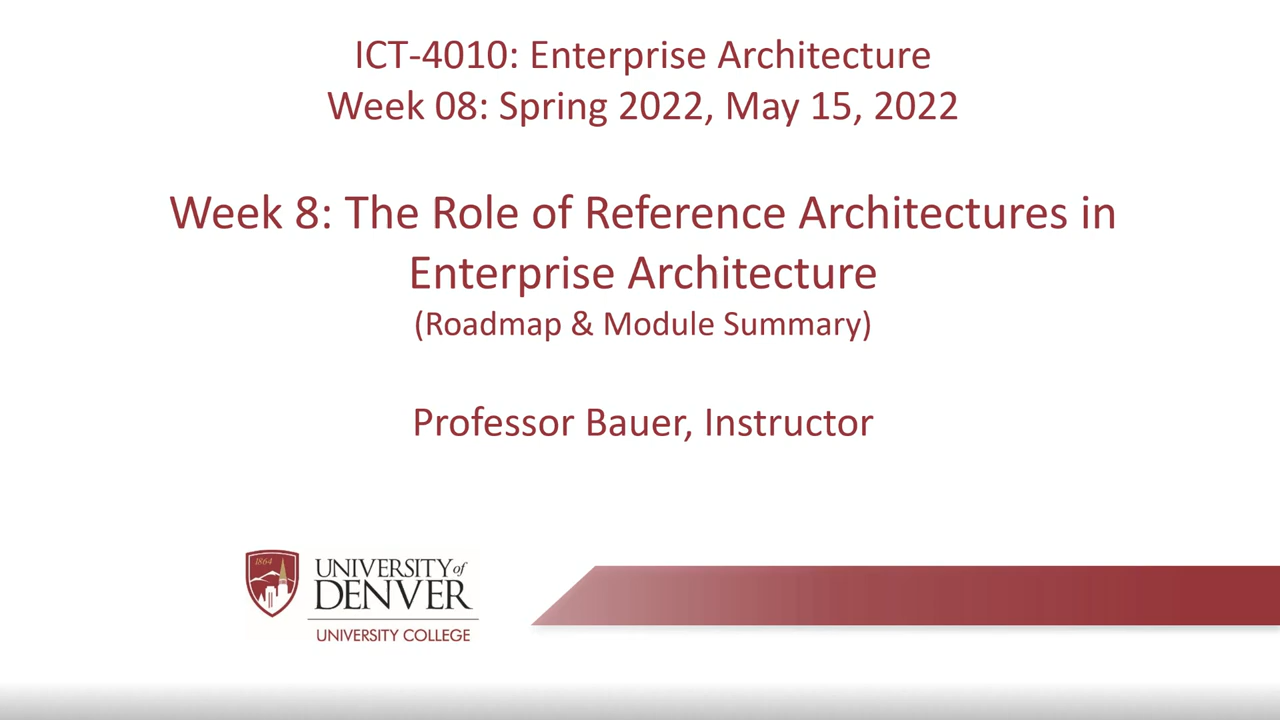 ICT-4010: Enterprise Architecture
Week 08: Spring 2022, May 15, 2022
Week 8: The Role of Reference Architectures in
Enterprise Architecture
(Roadmap & Module Summary)
Professor Bauer, Instructor
1864
UNIVERSITY of
DENVER
UNIVERSITY COLLEGE